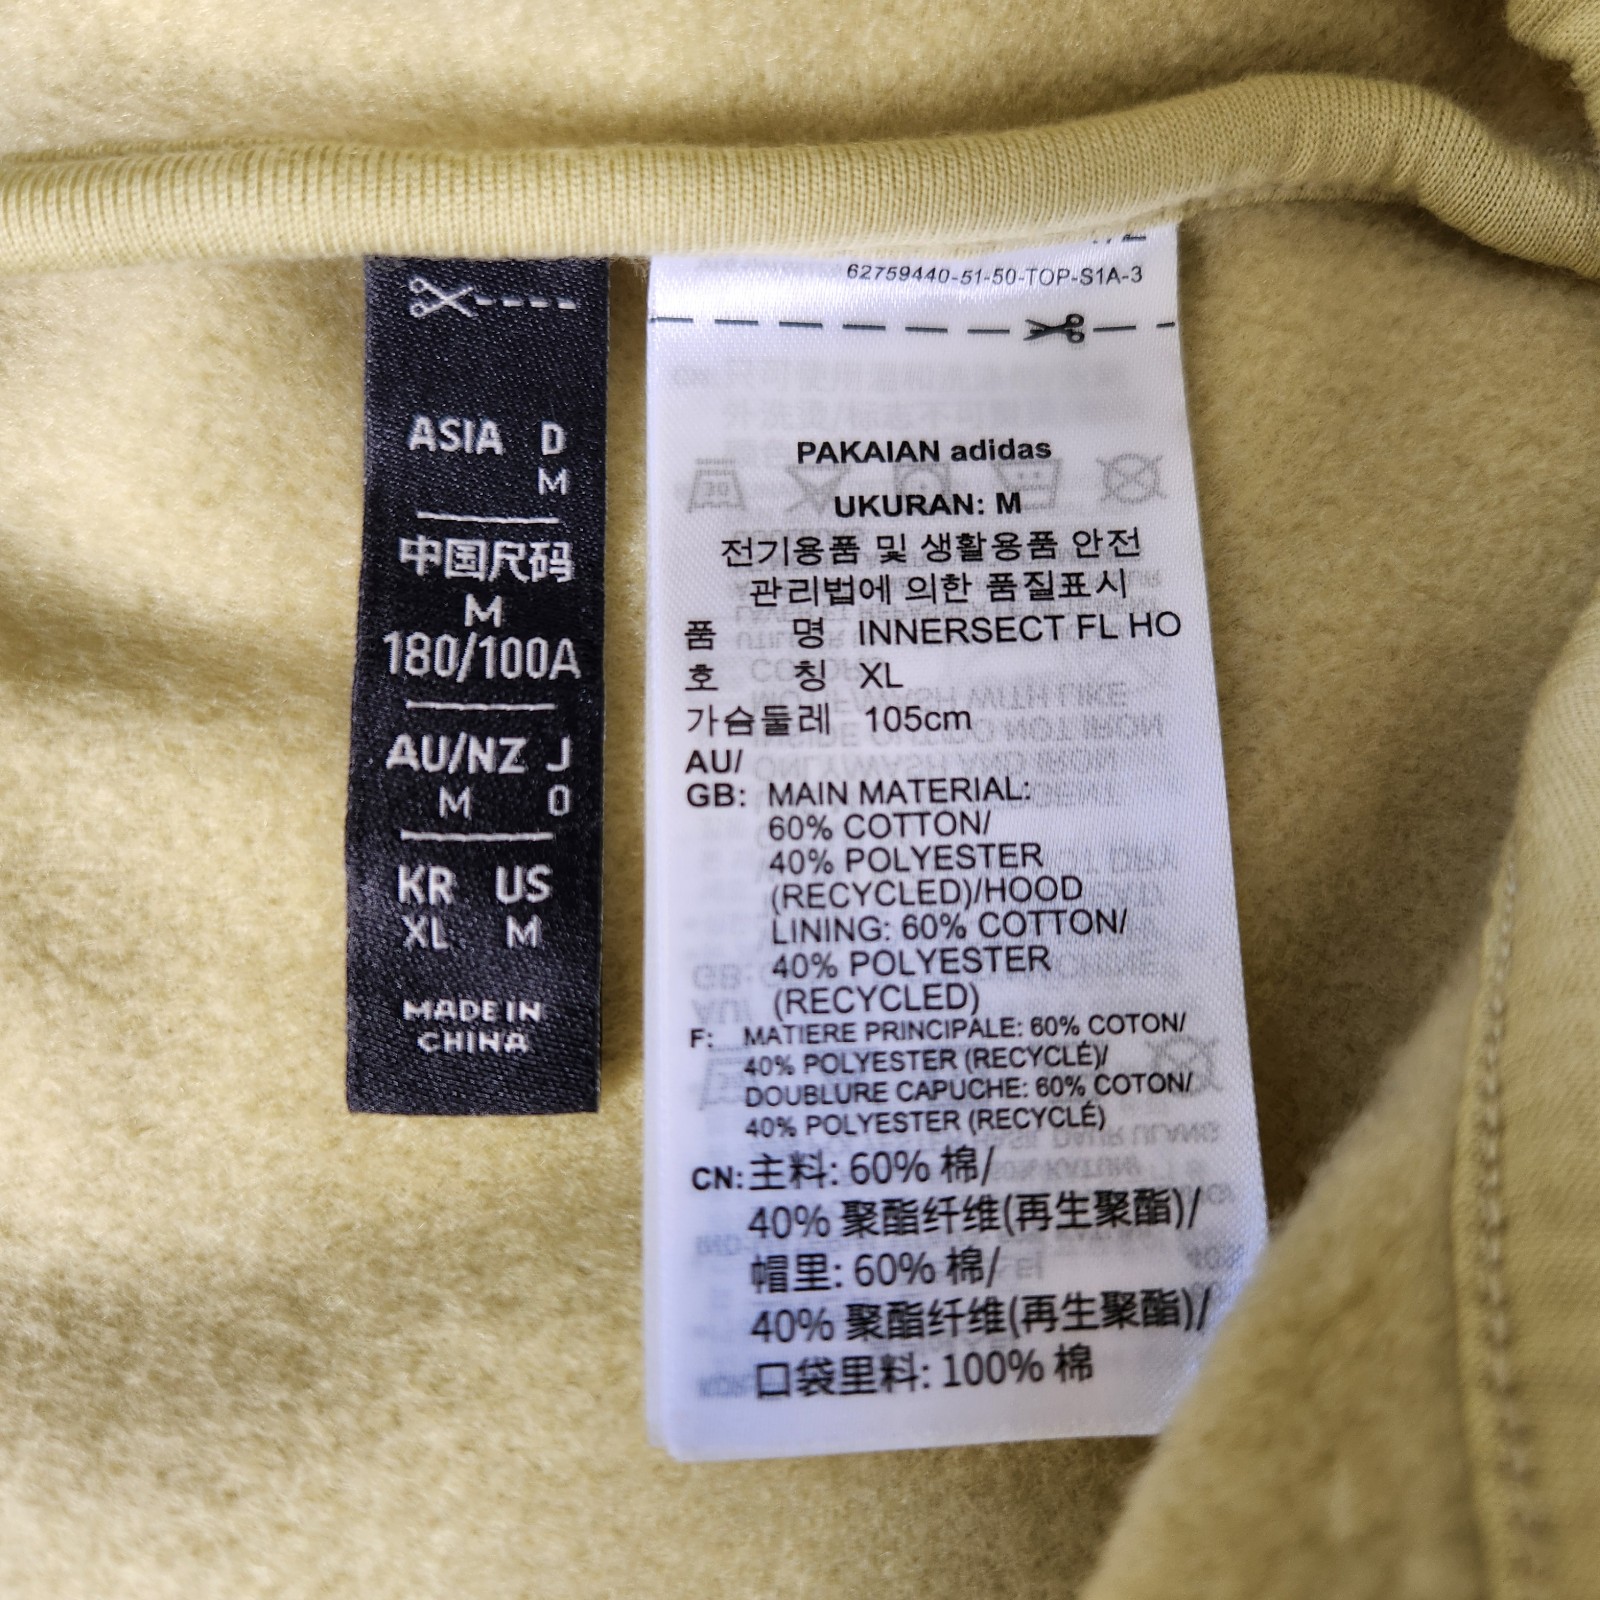 ASIA D
M
中国尺码
M
180/100A
AU/NZ J
M O
KR US
XL M
MADE IN
CHINA
62759440-51-50-TOP-S1A-3
PAKAIAN adidas
UKURAN: M
전기용품 및 생활용품 안전
관리법에 의한 품질표시
품 명 INNERSECT FL HO
호 칭 XL
가슴둘레 105cm
AU/
GB: MAIN MATERIAL:
60% COTTON/
40% POLYESTER
(RECYCLED)/HOOD
LINING: 60% COTTON/
40% POLYESTER
(RECYCLED)
F: MATIERE PRINCIPALE: 60% COTON/
40% POLYESTER (RECYCLÉ)/
DOUBLURE CAPUCHE: 60% COTON/
40% POLYESTER (RECYCLÉ)
CN: 主料: 60% 棉/
40% 聚酯纤维(再生聚酯)/
帽里: 60% 棉/
40% 聚酯纤维(再生聚酯)/
口袋里料: 100% 棉